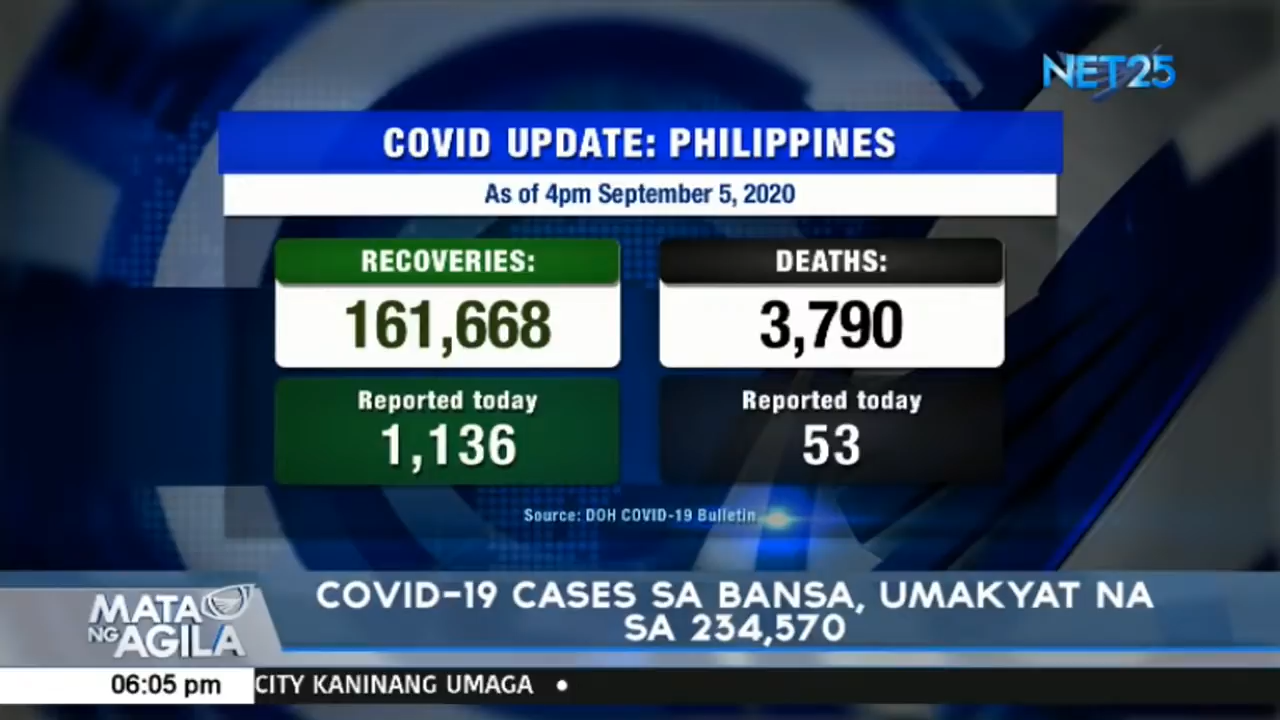 NET25
COVID UPDATE: PHILIPPINES
As of 4pm September 5, 2020
RECOVERIES:
161,668
Reported today
1,136
DEATHS:
3,790
Reported today
53
Source: DOH COVID-19 Bulletin
MATA
NG AGILA
COVID-19 CASES SA BANSA, UMAKYAT NA
SA 234,570
06:05 pm
CITY KANINANG UMAGA •